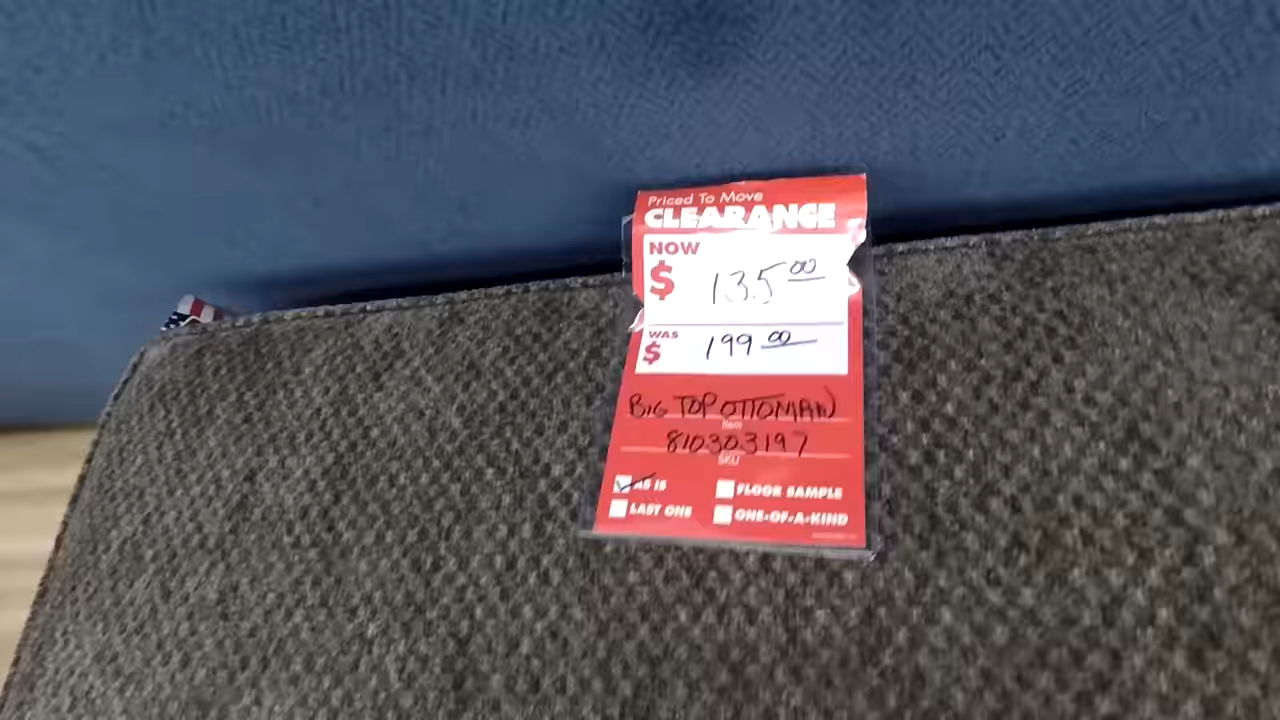 Priced To Move
CLEARANCE
NOW
$ 135 00
WAS
$ 199 00
BIG TOP OTTOMAN
Item
810303197
SKU
AS IS
FLOOR SAMPLE
LAST ONE
ONE-OF-A-KIND